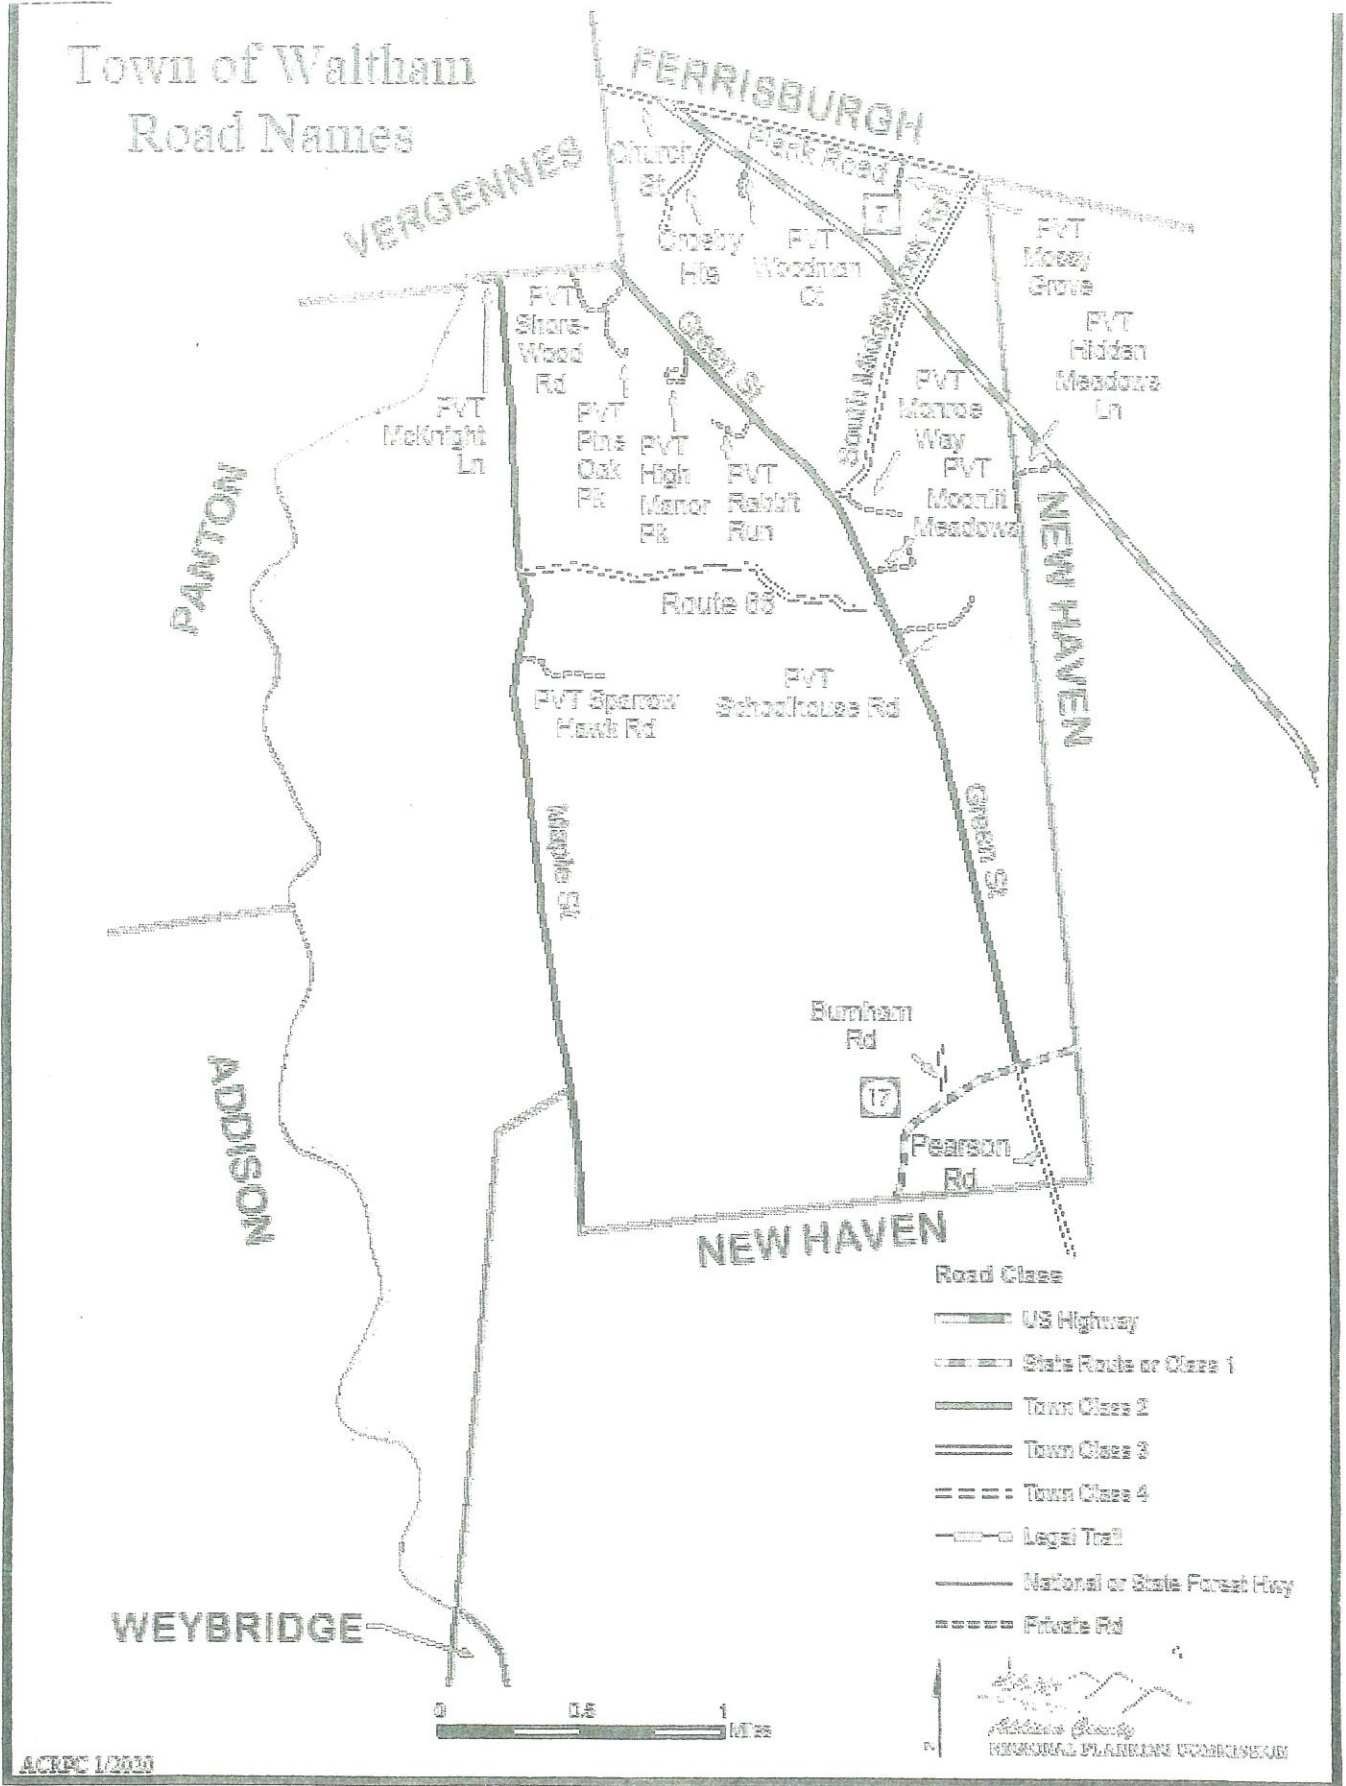 Town of Waltham
Road Names
FERRISBURGH
VERGENNES
Church
St
Plank Road
7
Crosby
Hts
PVT
Woodman
Ct
PVT
Mossy
Grove
PVT
Hidden
Meadows
Ln
PVT
Shore-
Wood
Rd
Green St
PVT
McKnight
Ln
PVT
Pine
Oak
Pk
PVT
High
Manor
Pk
PVT
Rabbit
Run
PVT
Monroe
Way
PVT
Moonlit
Meadows
PANTON
NEW HAVEN
Route 66
PVT Sparrow
Hawk Rd
PVT
Schoolhouse Rd
Maple St
Green St
Burnham
Rd
17
Pearson
Rd
ADDISON
NEW HAVEN
Road Class
US Highway
State Route or Class 1
Town Class 2
Town Class 3
Town Class 4
Legal Trail
National or State Forest Hwy
Private Rd
WEYBRIDGE
0 0.5 1
Miles
Addison County
REGIONAL PLANNING COMMISSION
ACRPC 1/2020